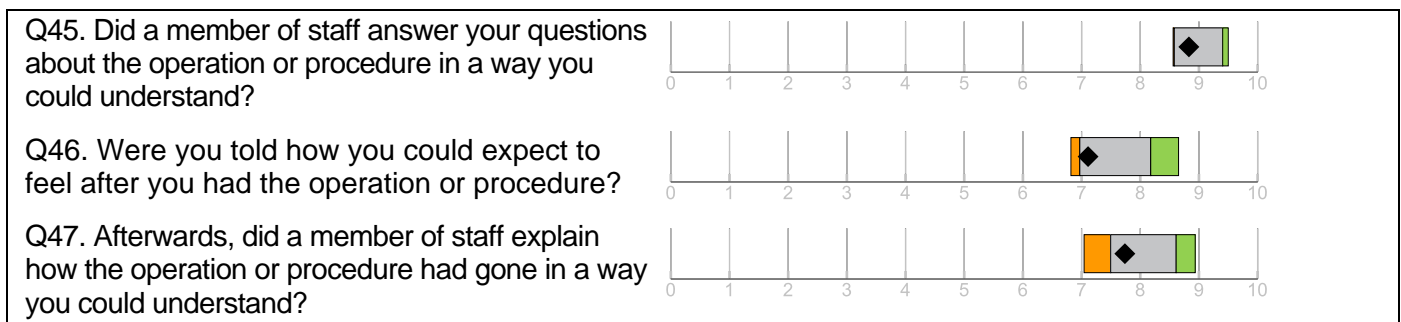 Q45. Did a member of staff answer your questions
about the operation or procedure in a way you
could understand?
0 1 2 3 4 5 6 7 8 9 10
Q46. Were you told how you could expect to
feel after you had the operation or procedure?
0 1 2 3 4 5 6 7 8 9 10
Q47. Afterwards, did a member of staff explain
how the operation or procedure had gone in a way
you could understand?
0 1 2 3 4 5 6 7 8 9 10